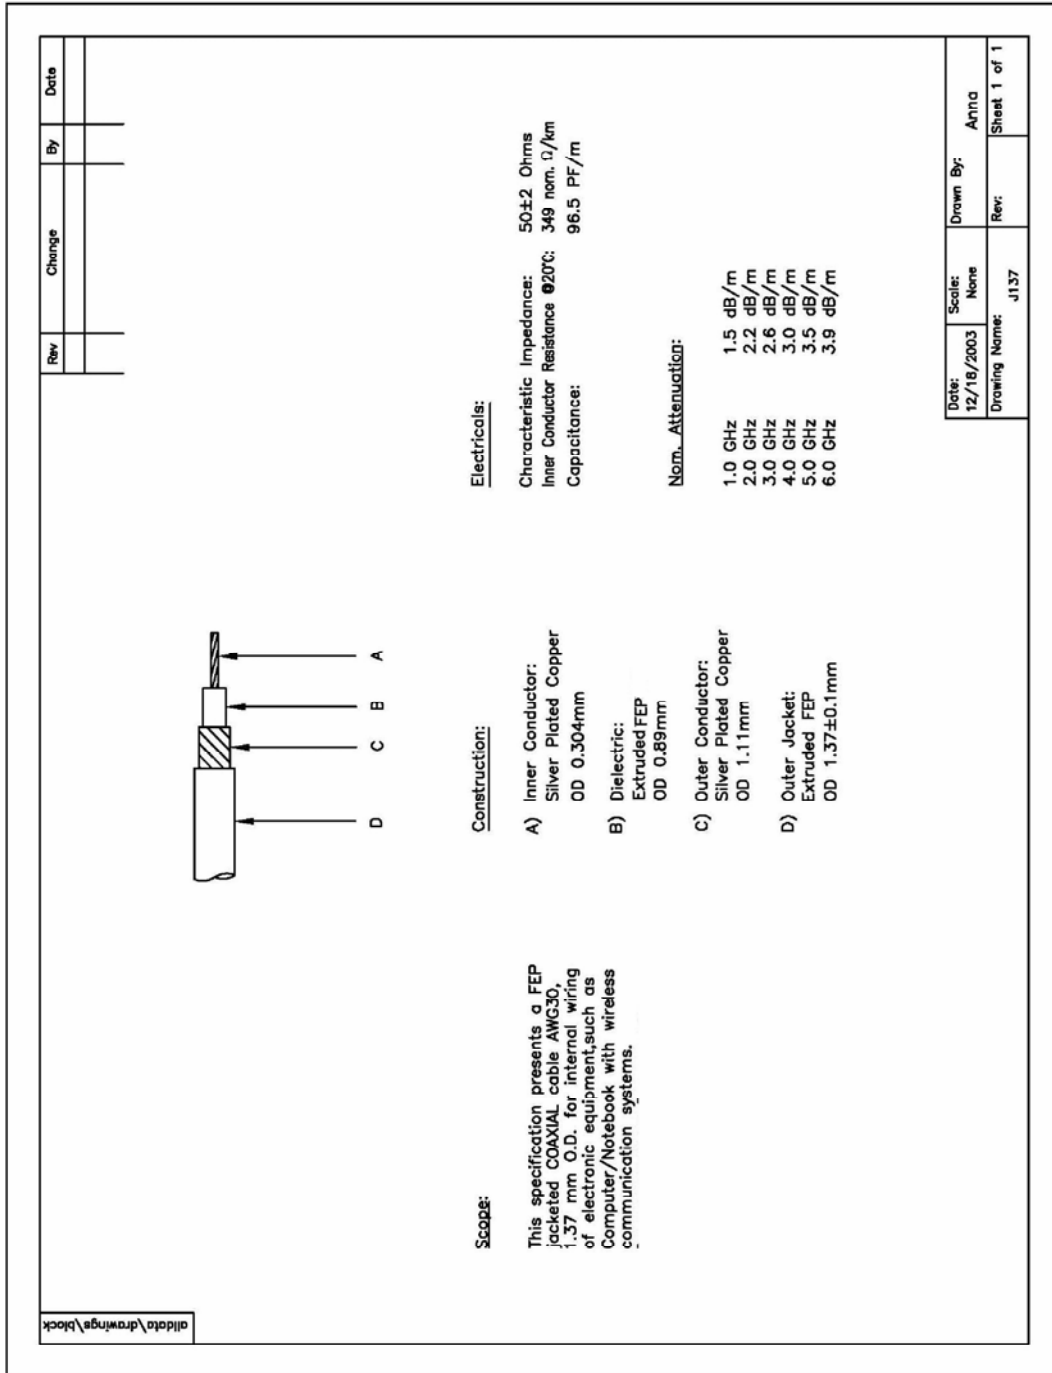 alldata/drawings/block
Rev Change By Date
D C B A
Scope:
This specification presents a FEP
jacketed COAXIAL cable AWG30,
1.37 mm O.D. for internal wiring
of electronic equipment,such as
Computer/Notebook with wireless
communication systems.
Construction:
A) Inner Conductor:
Silver Plated Copper
OD 0.304mm
B) Dielectric:
Extruded FEP
OD 0.89mm
C) Outer Conductor:
Silver Plated Copper
OD 1.11mm
D) Outer Jacket:
Extruded FEP
OD 1.37±0.1mm
Electricals:
Characteristic Impedance: 50±2 Ohms
Inner Conductor Resistance @20℃: 349 nom. Ω/km
Capacitance: 96.5 PF/m
Nom. Attenuation:
1.0 GHz 1.5 dB/m
2.0 GHz 2.2 dB/m
3.0 GHz 2.6 dB/m
4.0 GHz 3.0 dB/m
5.0 GHz 3.5 dB/m
6.0 GHz 3.9 dB/m
Date: Scale: Drawn By:
12/18/2003 None Anna
Drawing Name: Rev: Sheet 1 of 1
J137